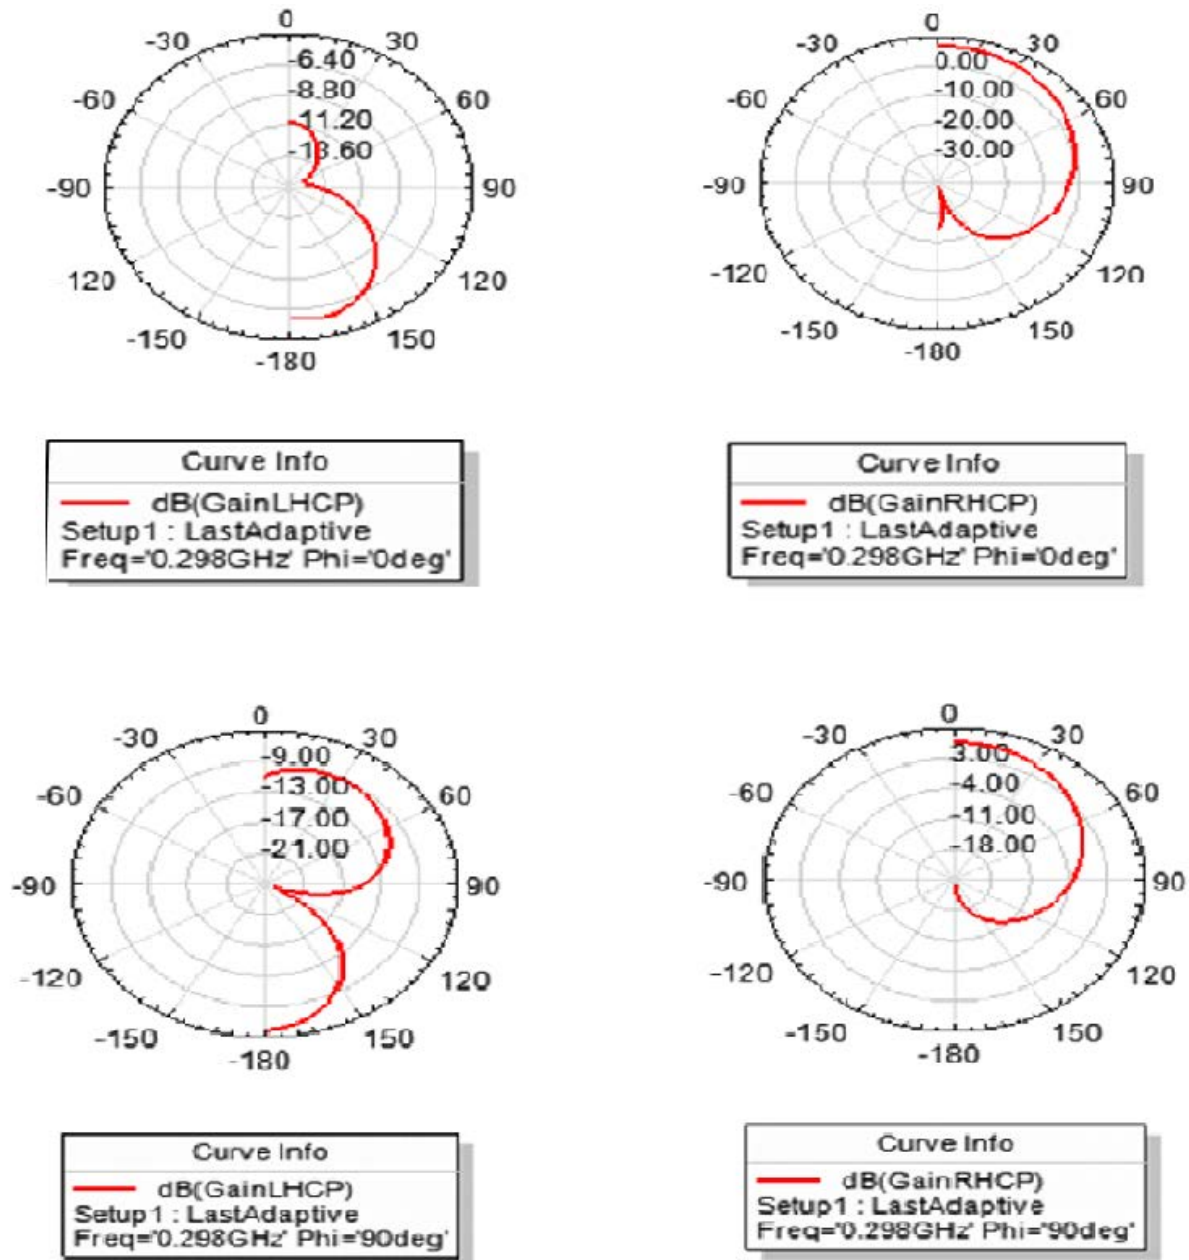 0
-30 30
-6.40
-8.80
-60 60
-11.20
-13.60
-90 90
-120 120
-150 150
-180
Curve Info
dB(GainLHCP)
Setup1 : LastAdaptive
Freq='0.298GHz' Phi='0deg'
0
-30 30
0.00
-10.00
-60 60
-20.00
-30.00
-90 90
-120 120
-150 150
-180
Curve Info
dB(GainRHCP)
Setup1 : LastAdaptive
Freq='0.298GHz' Phi='0deg'
0
-30 30
-9.00
-13.00
-60 60
-17.00
-21.00
-90 90
-120 120
-150 150
-180
Curve Info
dB(GainLHCP)
Setup1 : LastAdaptive
Freq='0.298GHz' Phi='90deg'
0
-30 30
3.00
-4.00
-60 60
-11.00
-18.00
-90 90
-120 120
-150 150
-180
Curve Info
dB(GainRHCP)
Setup1 : LastAdaptive
Freq='0.298GHz' Phi='90deg'